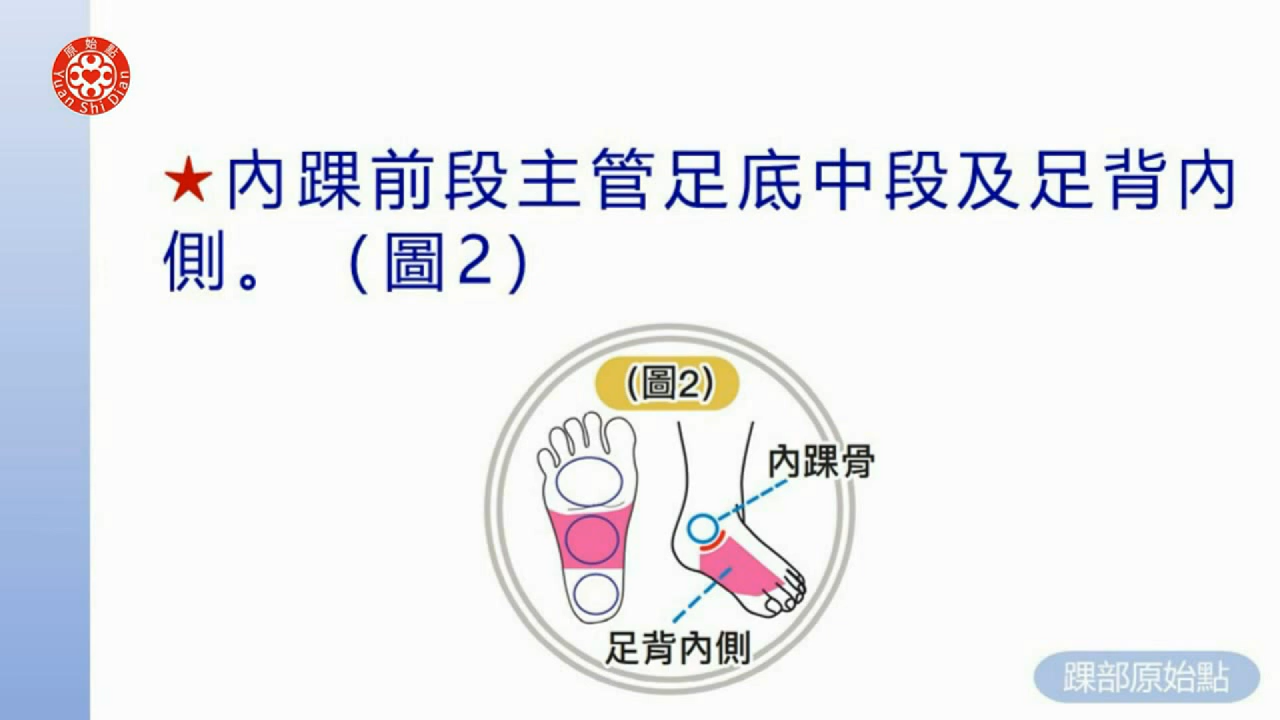 原始點
Yuan Shi Dian
★內踝前段主管足底中段及足背內
側。（圖2）
(圖2)
內踝骨
足背內側
踝部原始點